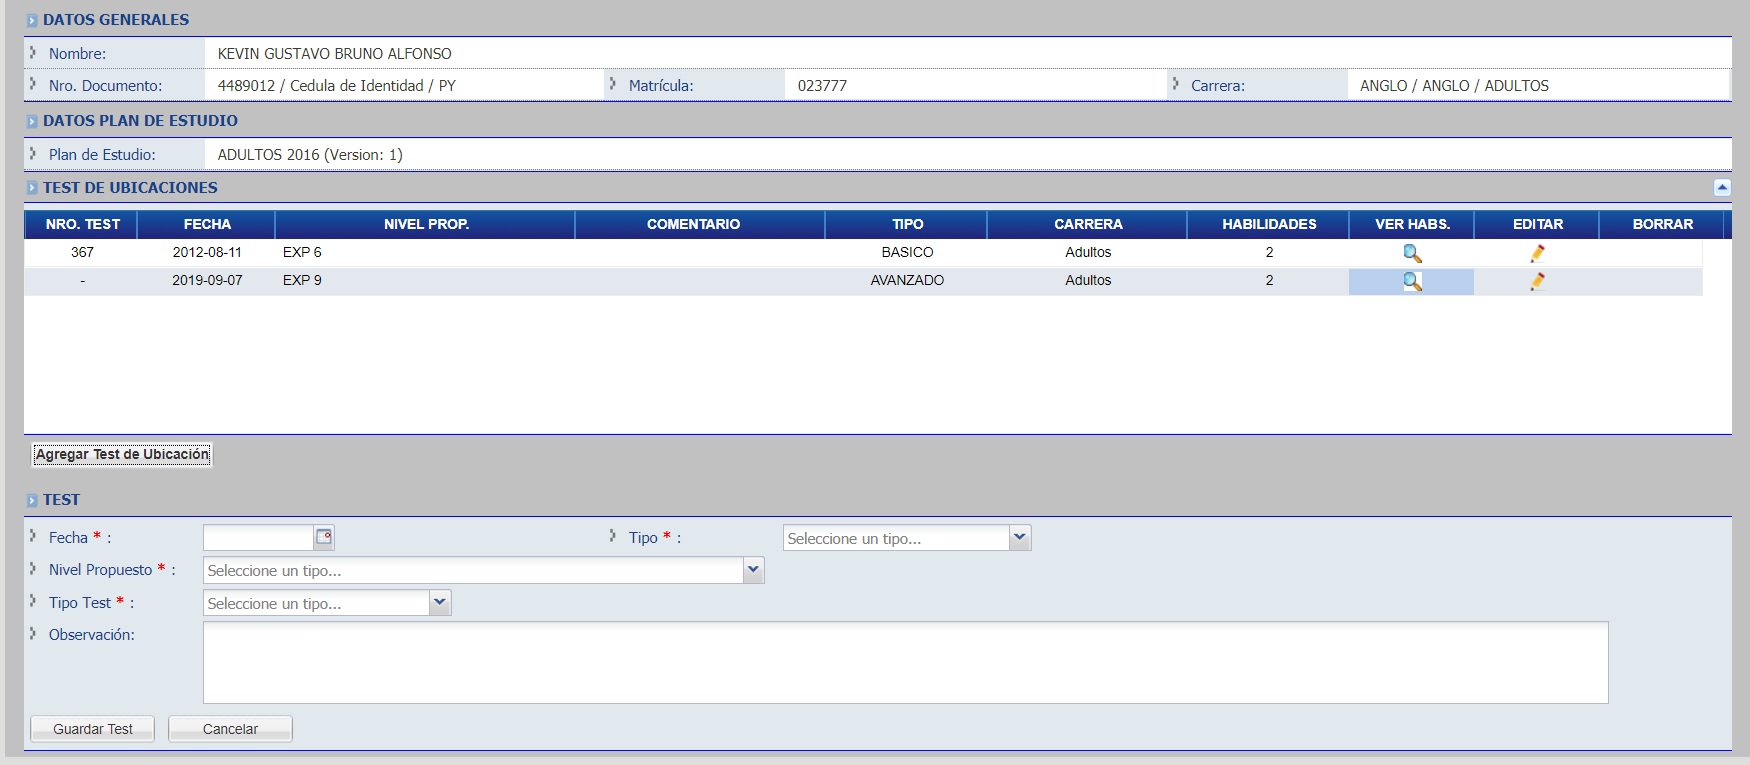 DATOS GENERALES
Nombre: KEVIN GUSTAVO BRUNO ALFONSO
Nro. Documento: 4489012 / Cedula de Identidad / PY Matrícula: 023777 Carrera: ANGLO / ANGLO / ADULTOS
DATOS PLAN DE ESTUDIO
Plan de Estudio: ADULTOS 2016 (Version: 1)
TEST DE UBICACIONES
NRO. TEST FECHA NIVEL PROP. COMENTARIO TIPO CARRERA HABILIDADES VER HABS. EDITAR BORRAR
367 2012-08-11 EXP 6 BASICO Adultos 2
- 2019-09-07 EXP 9 AVANZADO Adultos 2
Agregar Test de Ubicación
TEST
Fecha * : Tipo * : Seleccione un tipo...
Nivel Propuesto * : Seleccione un tipo...
Tipo Test * : Seleccione un tipo...
Observación:
Guardar Test Cancelar